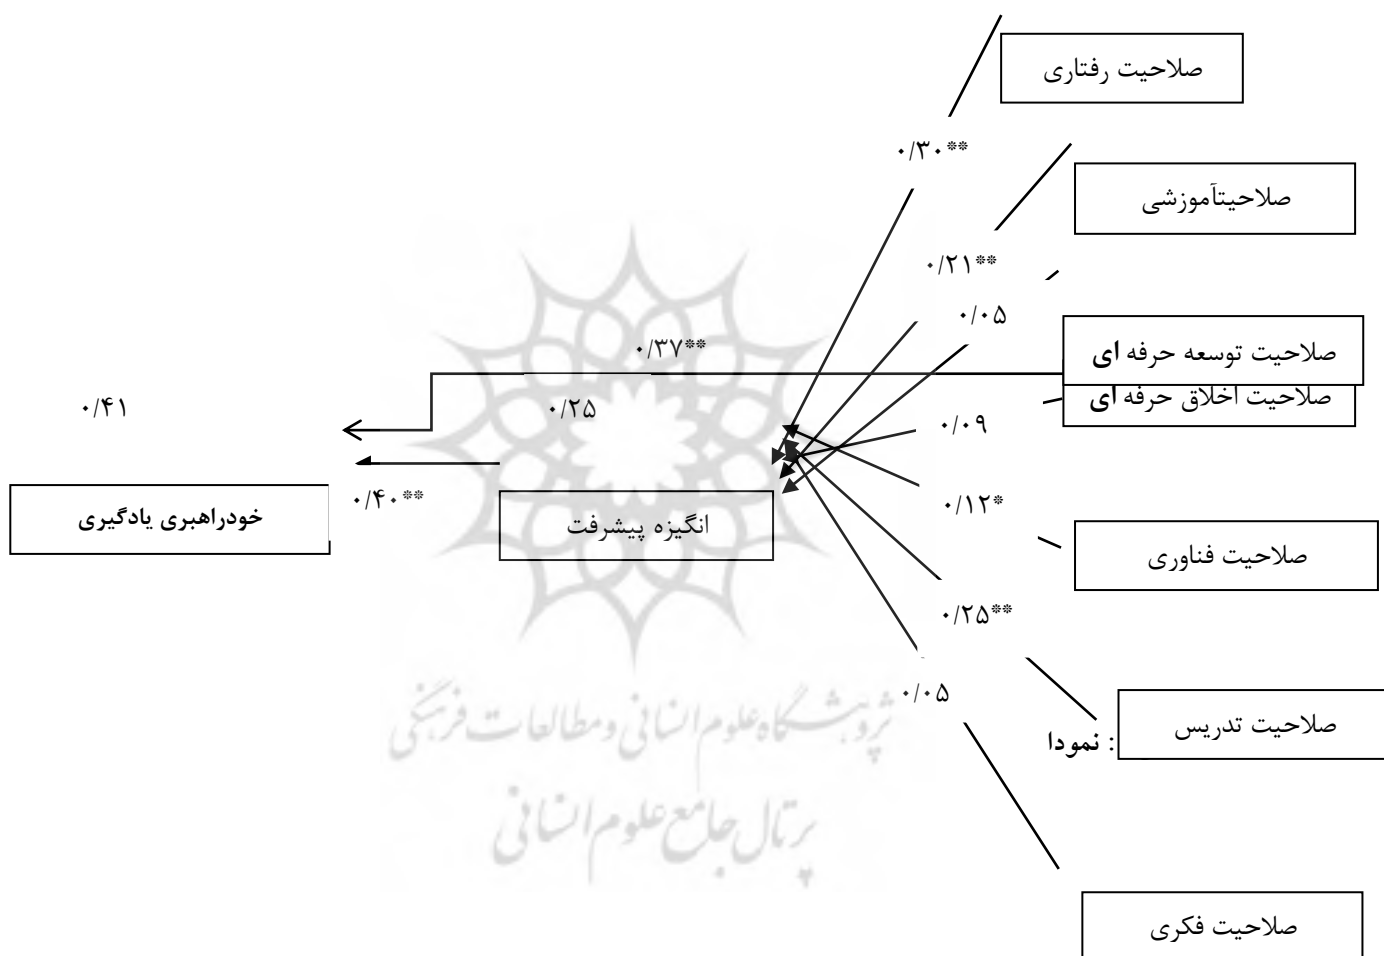 صلاحیت رفتاری
۰/۳۰**
صلاحیتآموزشی
۰/۲۱**
۰/۰۵
صلاحیت توسعه حرفه ای
۰/۳۷**
صلاحیت اخلاق حرفه ای
۰/۲۵
۰/۴۱
۰/۰۹
۰/۴۰**
۰/۱۲*
انگیزه پیشرفت
خودراهبری یادگیری
صلاحیت فناوری
۰/۲۵**
۰/۰۵
صلاحیت تدریس
: نمودا
پژوهشگاه علوم انسانی و مطالعات فرهنگی
پرتال جامع علوم انسانی
صلاحیت فکری